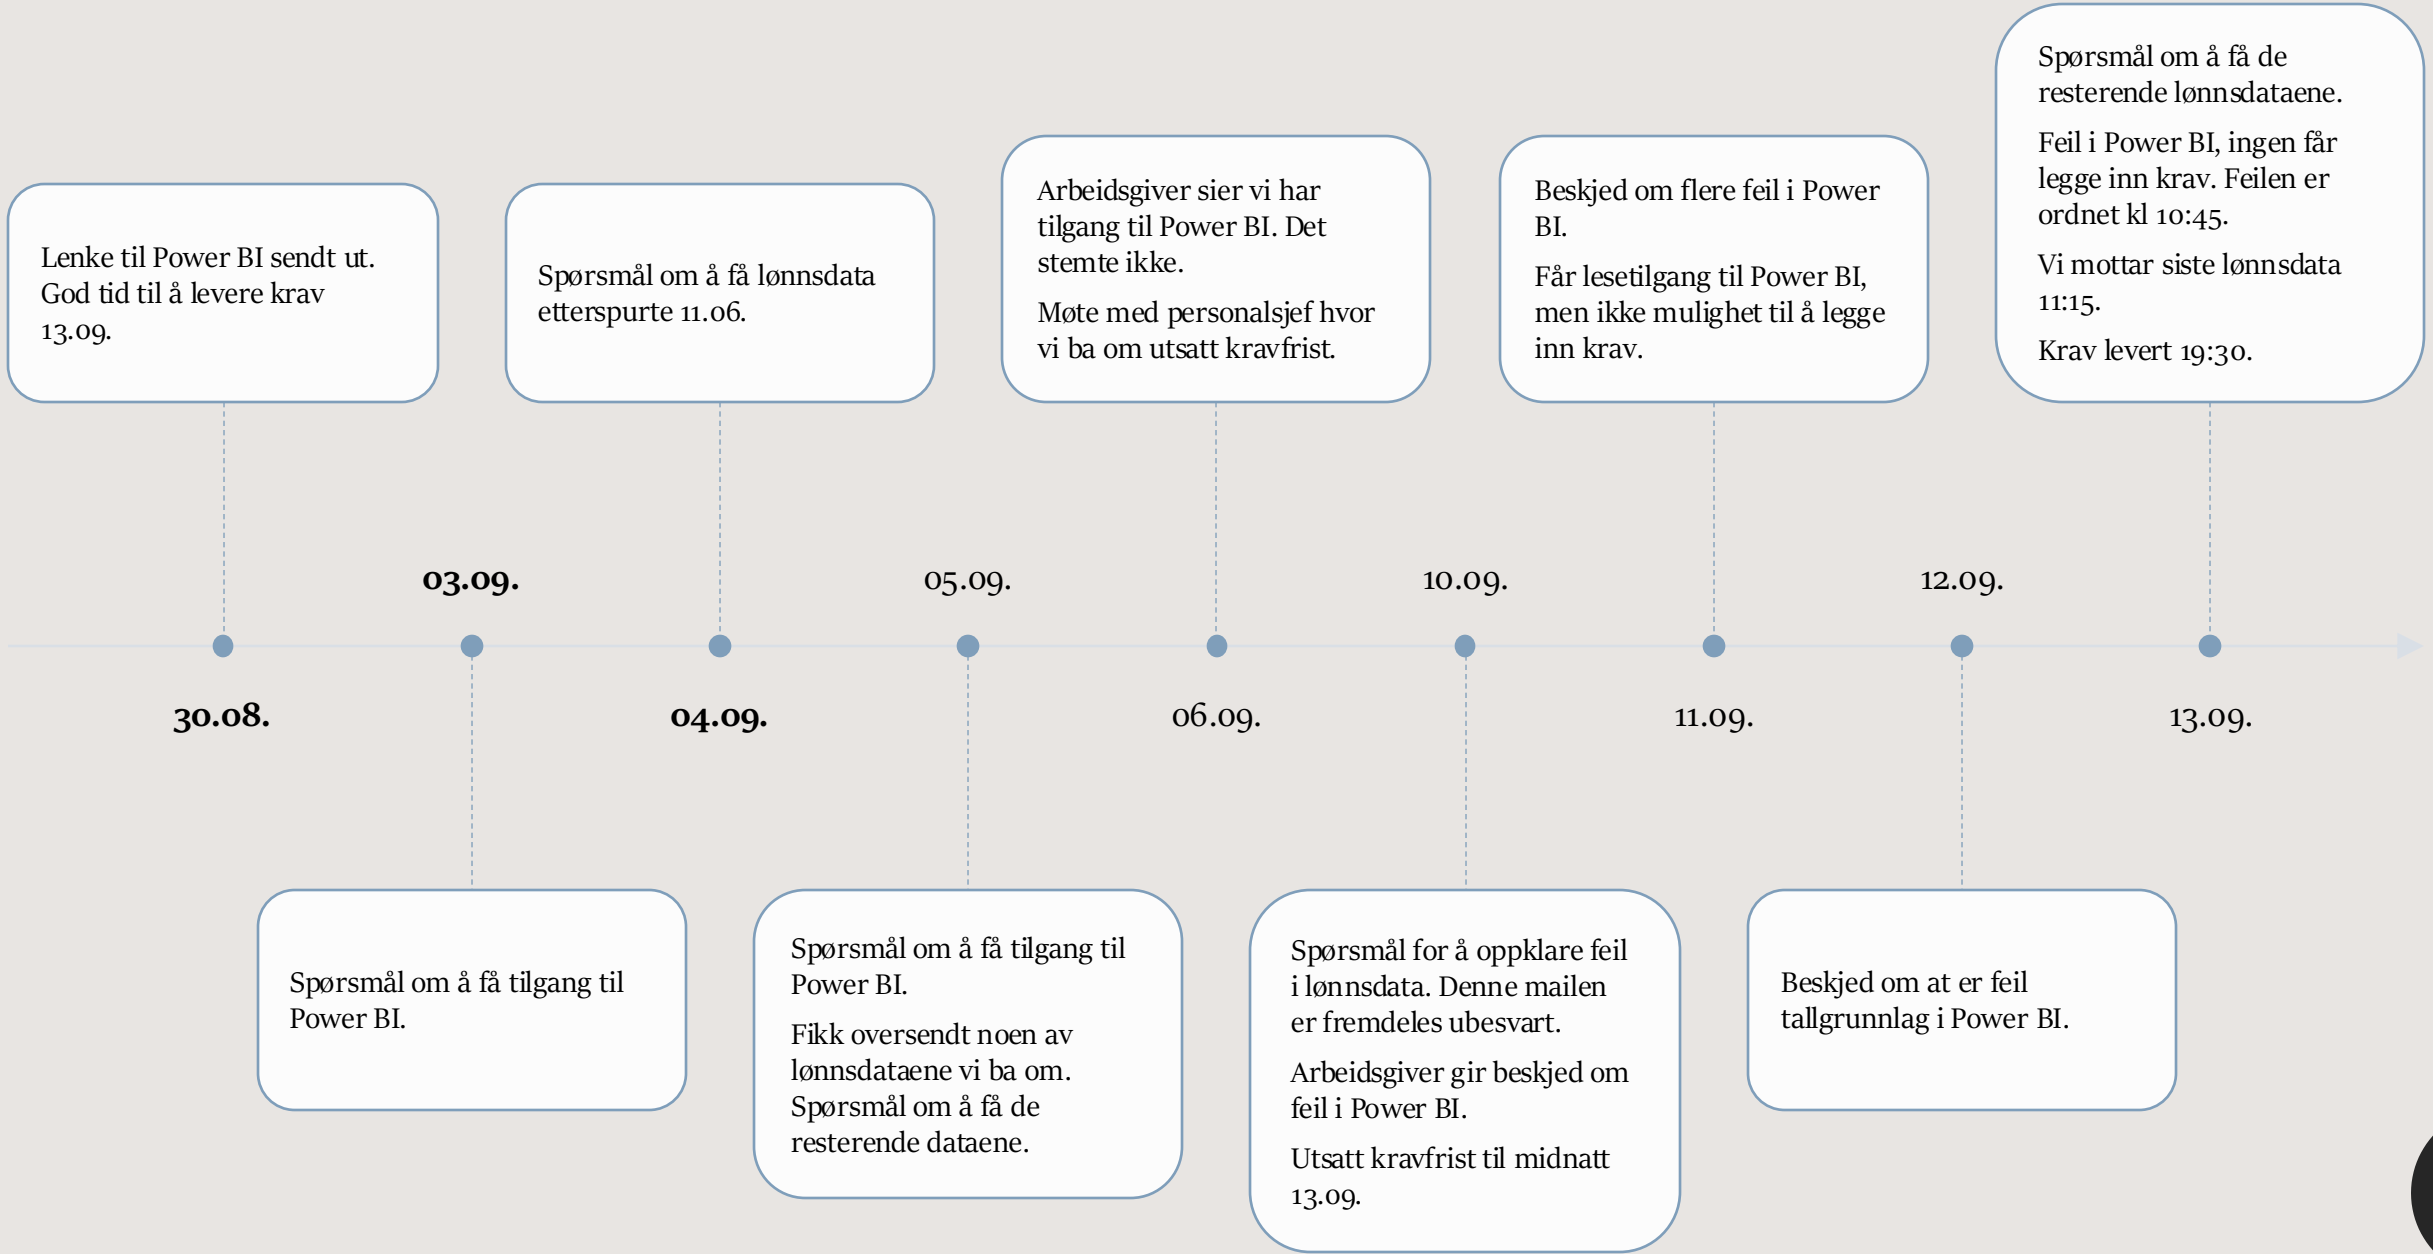 Lenke til Power BI sendt ut.
God tid til å levere krav
13.09.
30.08.
03.09.
Spørsmål om å få tilgang til
Power BI.
Spørsmål om å få lønnsdata
etterspurte 11.06.
04.09.
05.09.
Spørsmål om å få tilgang til
Power BI.
Fikk oversendt noen av
lønnsdataene vi ba om.
Spørsmål om å få de
resterende dataene.
Arbeidsgiver sier vi har
tilgang til Power BI. Det
stemte ikke.
Møte med personalsjef hvor
vi ba om utsatt kravfrist.
06.09.
10.09.
Spørsmål for å oppklare feil
i lønnsdata. Denne mailen
er fremdeles ubesvart.
Arbeidsgiver gir beskjed om
feil i Power BI.
Utsatt kravfrist til midnatt
13.09.
Beskjed om flere feil i Power
BI.
Får lesetilgang til Power BI,
men ikke mulighet til å legge
inn krav.
11.09.
12.09.
Beskjed om at er feil
tallgrunnlag i Power BI.
Spørsmål om å få de
resterende lønnsdataene.
Feil i Power BI, ingen får
legge inn krav. Feilen er
ordnet kl 10:45.
Vi mottar siste lønnsdata
11:15.
Krav levert 19:30.
13.09.